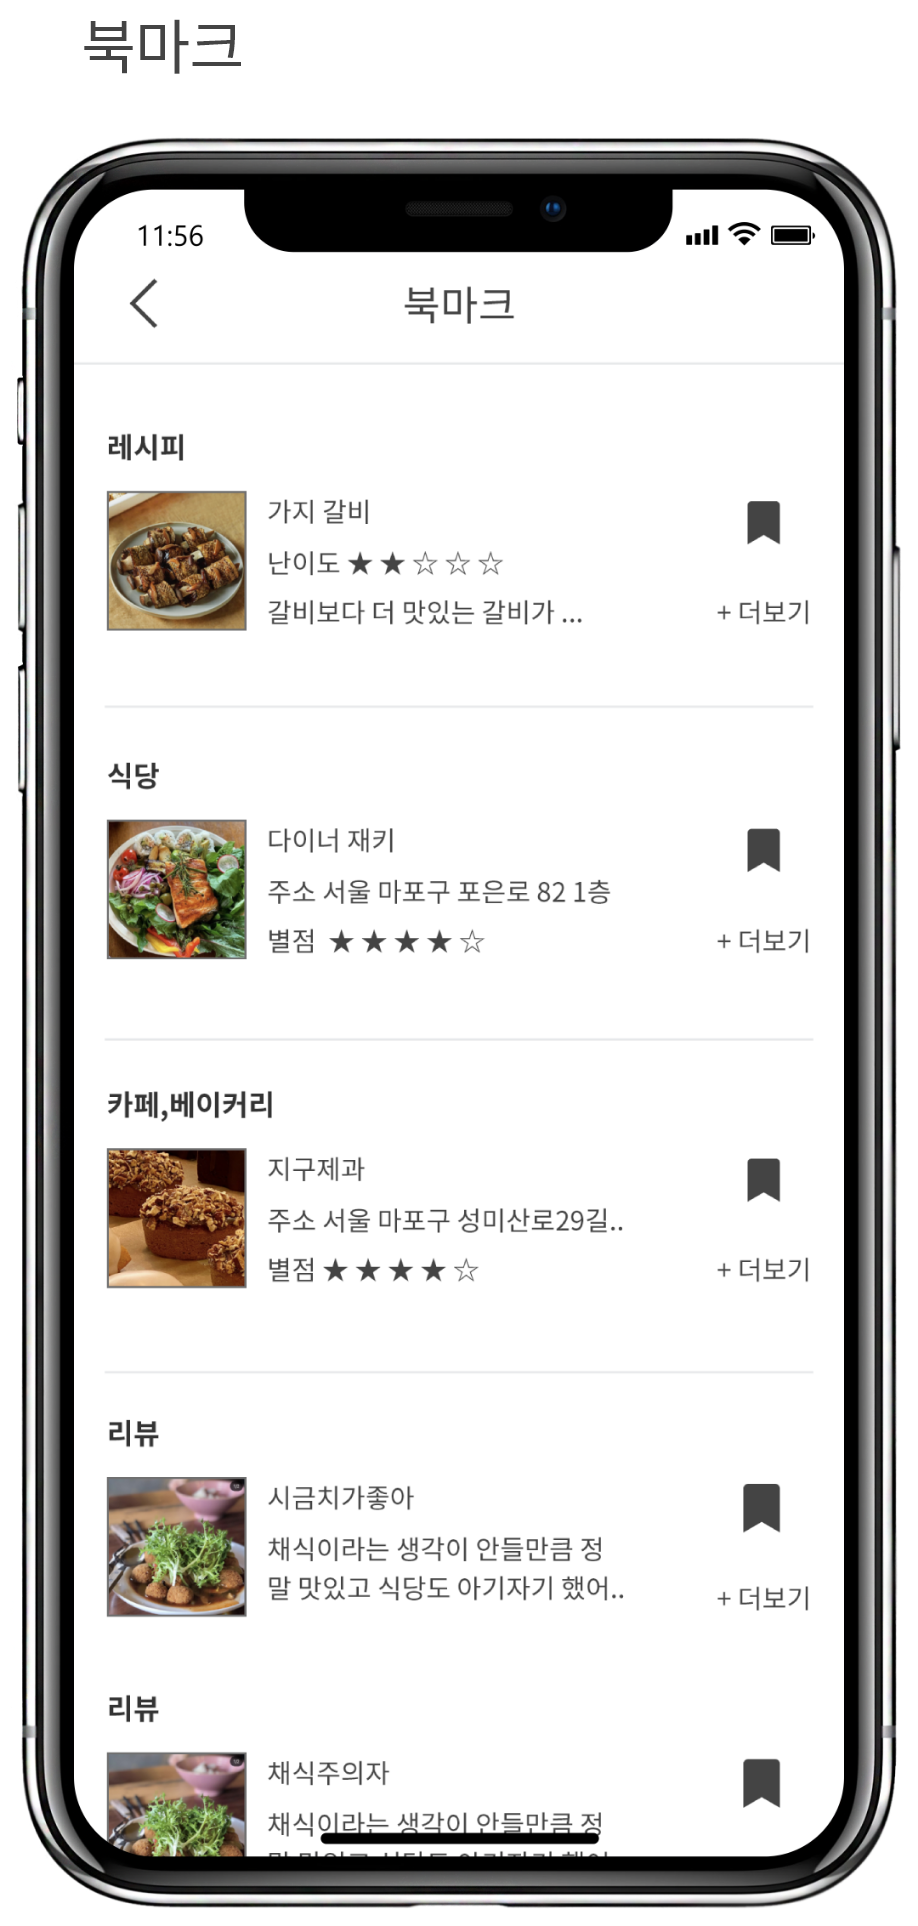 북마크
11:56
북마크
레시피
가지 갈비
난이도 ★★☆☆☆
갈비보다 더 맛있는 갈비가 ...
+ 더보기
식당
다이너 재키
주소 서울 마포구 포은로 82 1층
별점 ★★★★☆
+ 더보기
카페,베이커리
지구제과
주소 서울 마포구 성미산로29길..
별점 ★★★★☆
+ 더보기
리뷰
시금치가좋아
채식이라는 생각이 안들만큼 정
말 맛있고 식당도 아기자기 했어..
+ 더보기
리뷰
채식주의자
채식이라는 생각이 안들만큼 정